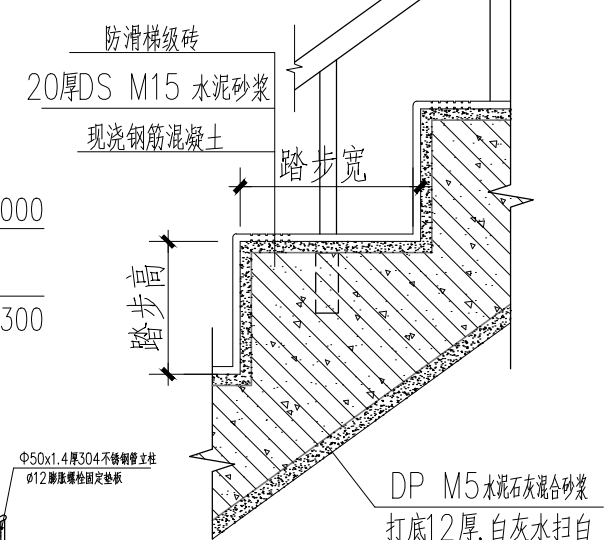 防滑梯级砖
20厚DS M15 水泥砂浆
现浇钢筋混凝土
踏步宽
000
踏步高
300
Φ50x1.4厚304不锈钢管立柱
Ø12膨胀螺栓固定垫板
DP M5水泥石灰混合砂浆
打底12厚,白灰水扫白